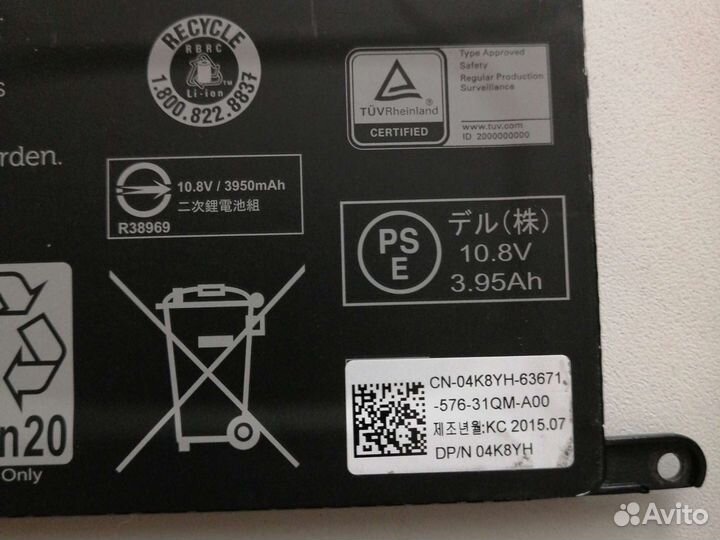 RECYCLE
RBRC
Li-ion
1.800.822.8837
TÜVRheinland
CERTIFIED
Type Approved
Safety
Regular Production
Surveillance
www.tuv.com
ID 2000000000
s
rden.
10.8V / 3950mAh
二次鋰電池組
R38969
PS
E
デル(株)
10.8V
3.95Ah
n20
Only
CN-04K8YH-63671
-576-31QM-A00
제조년월:KC 2015.07
DP/N 04K8YH
Avito